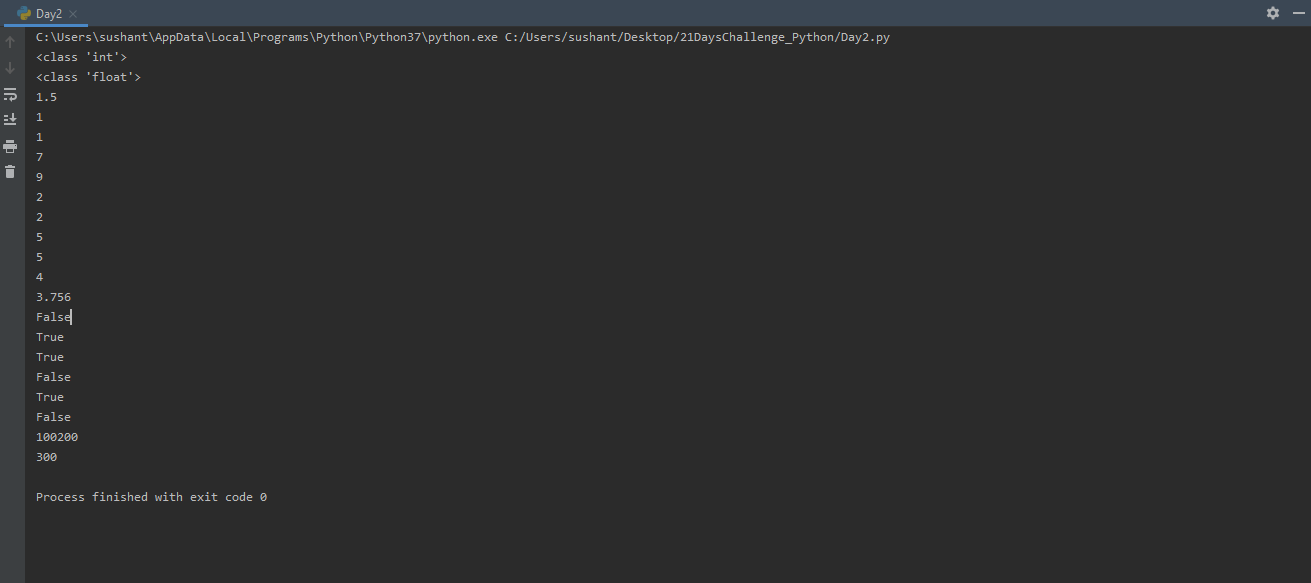 Day2
C:\Users\sushant\AppData\Local\Programs\Python\Python37\python.exe C:/Users/sushant/Desktop/21DaysChallenge_Python/Day2.py
<class 'int'>
<class 'float'>
1.5
1
1
7
9
2
2
5
5
4
3.756
False
True
True
False
True
False
100200
300
Process finished with exit code 0